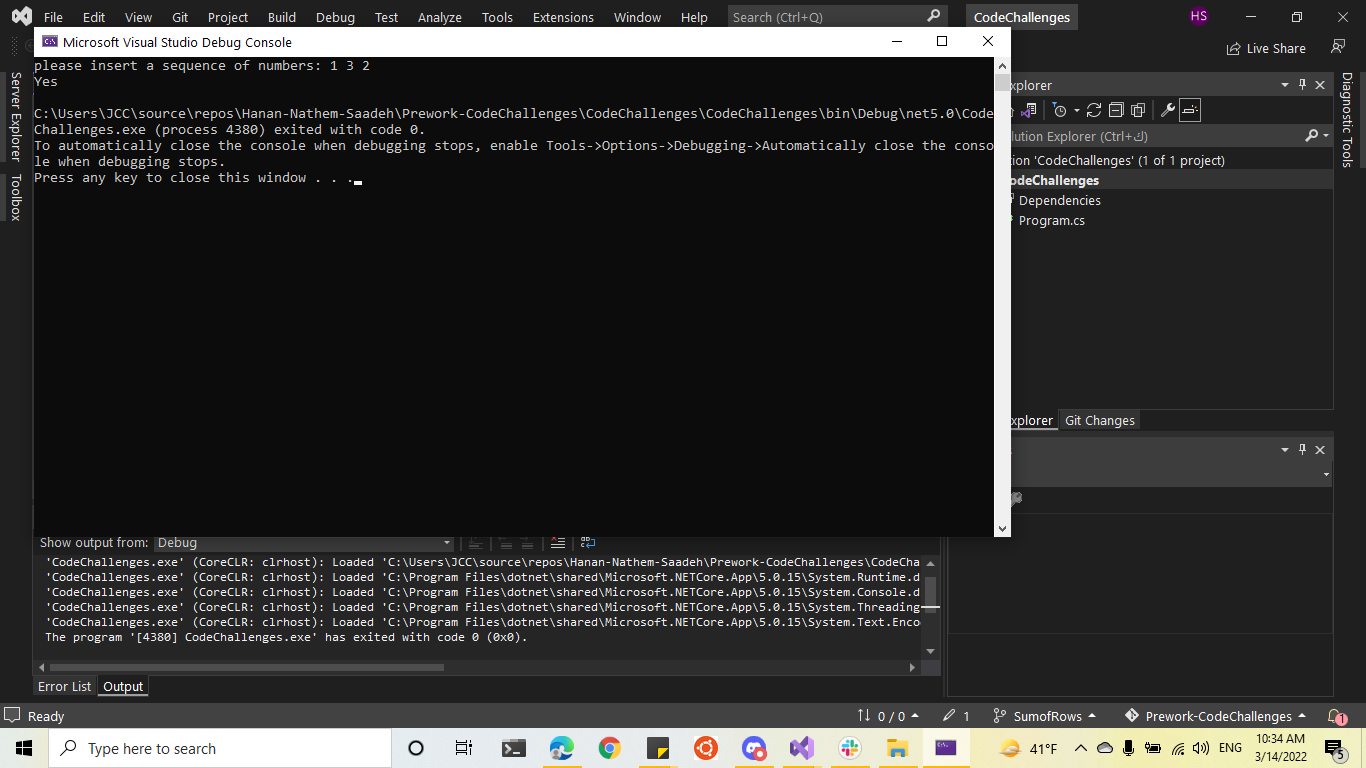 File Edit View Git Project Build Debug Test Analyze Tools Extensions Window Help Search (Ctrl+Q) CodeChallenges HS
Microsoft Visual Studio Debug Console
Live Share
please insert a sequence of numbers: 1 3 2
Yes
C:\Users\JCC\source\repos\Hanan-Nathem-Saadeh\Prework-CodeChallenges\CodeChallenges\CodeChallenges\bin\Debug\net5.0\Code
Challenges.exe (process 4380) exited with code 0.
To automatically close the console when debugging stops, enable Tools->Options->Debugging->Automatically close the conso
le when debugging stops.
Press any key to close this window . . .
Server Explorer
Toolbox
xplorer
lution Explorer (Ctrl+ك)
tion 'CodeChallenges' (1 of 1 project)
odeChallenges
Dependencies
Program.cs
Diagnostic Tools
xplorer Git Changes
Show output from: Debug
'CodeChallenges.exe' (CoreCLR: clrhost): Loaded 'C:\Users\JCC\source\repos\Hanan-Nathem-Saadeh\Prework-CodeChallenges\CodeCha
'CodeChallenges.exe' (CoreCLR: clrhost): Loaded 'C:\Program Files\dotnet\shared\Microsoft.NETCore.App\5.0.15\System.Runtime.d
'CodeChallenges.exe' (CoreCLR: clrhost): Loaded 'C:\Program Files\dotnet\shared\Microsoft.NETCore.App\5.0.15\System.Console.d
'CodeChallenges.exe' (CoreCLR: clrhost): Loaded 'C:\Program Files\dotnet\shared\Microsoft.NETCore.App\5.0.15\System.Threading
'CodeChallenges.exe' (CoreCLR: clrhost): Loaded 'C:\Program Files\dotnet\shared\Microsoft.NETCore.App\5.0.15\System.Text.Enco
The program '[4380] CodeChallenges.exe' has exited with code 0 (0x0).
Error List Output
Ready 0 / 0 1 SumofRows Prework-CodeChallenges 1
Type here to search 41°F ENG 10:34 AM
3/14/2022 5